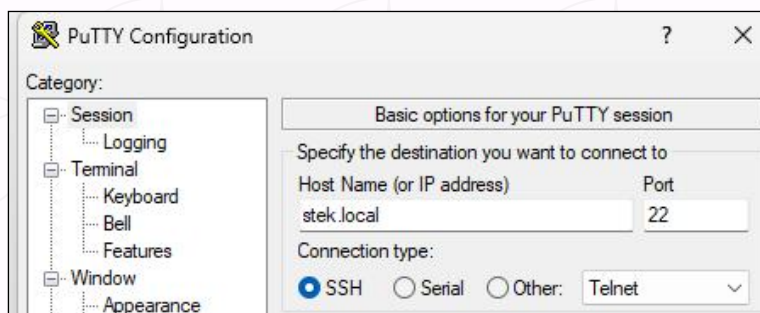 PuTTY Configuration ? ×
Category:
Session
Logging
Terminal
Keyboard
Bell
Features
Window
Appearance
Basic options for your PuTTY session
Specify the destination you want to connect to
Host Name (or IP address) Port
stek.local 22
Connection type:
SSH Serial Other: Telnet